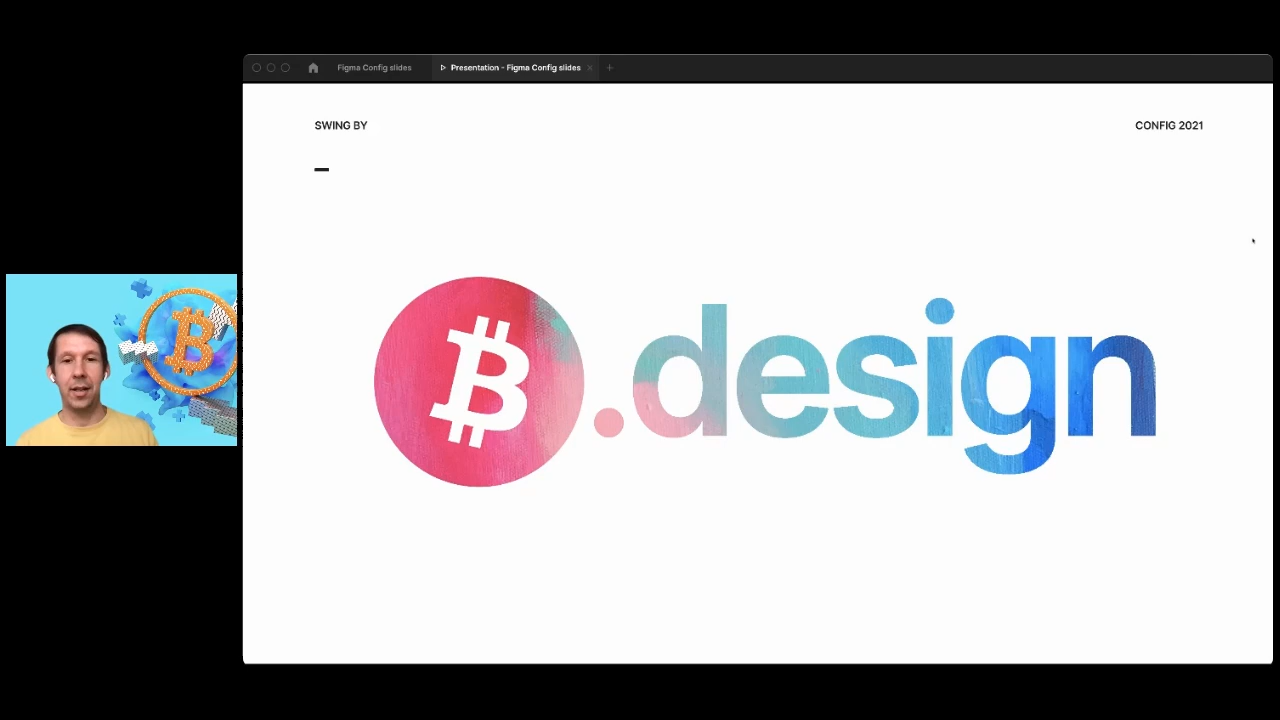 Figma Config slides
Presentation - Figma Config slides
SWING BY
CONFIG 2021
₿.design